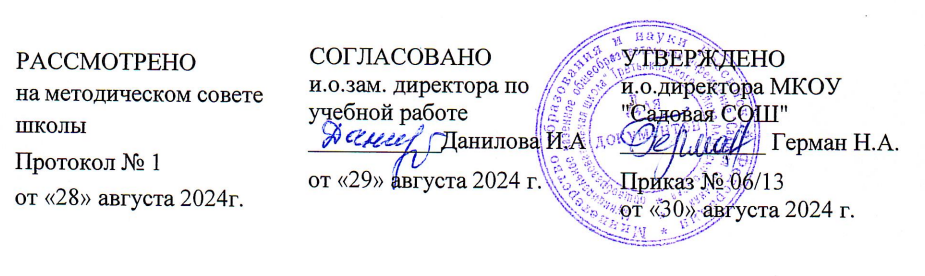 РАССМОТРЕНО
на методическом совете
школы
Протокол № 1
от «28» августа 2024г.
СОГЛАСОВАНО
и.о.зам. директора по
учебной работе
Данилова И.А
от «29» августа 2024 г.
УТВЕРЖДЕНО
и.о.директора МКОУ
"Садовая СОШ"
Герман Н.А.
Приказ № 06/13
от «30» августа 2024 г.